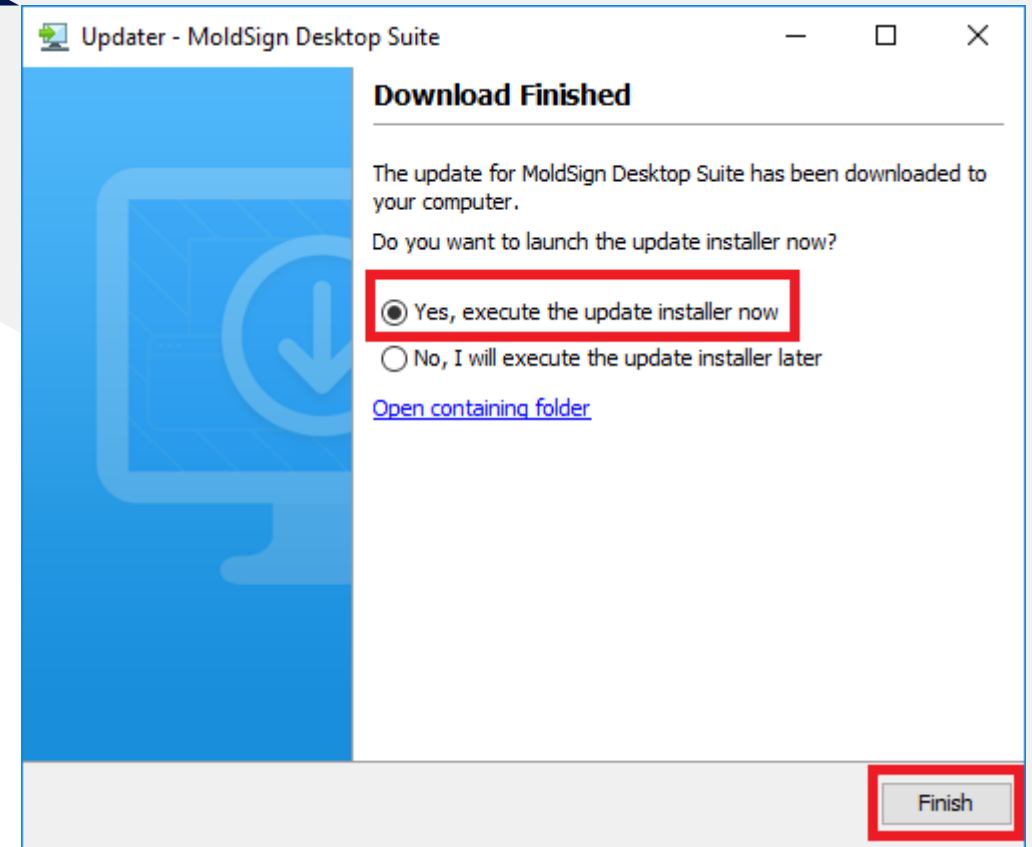 Updater - MoldSign Desktop Suite
Download Finished
The update for MoldSign Desktop Suite has been downloaded to
your computer.
Do you want to launch the update installer now?
Yes, execute the update installer now
No, I will execute the update installer later
Open containing folder
Finish